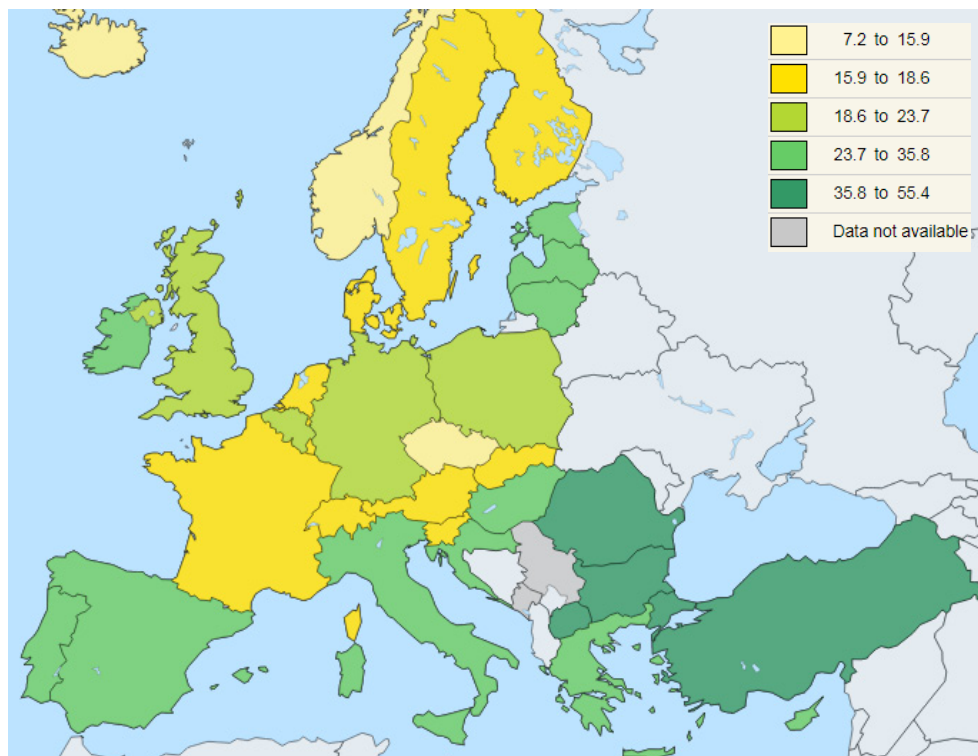 7.2 to 15.9
15.9 to 18.6
18.6 to 23.7
23.7 to 35.8
35.8 to 55.4
Data not available